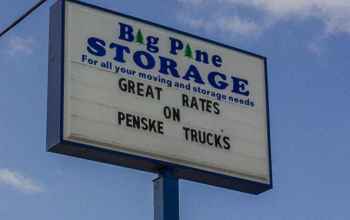 Big Pine
STORAGE
For all your moving and storage needs
GREAT RATES
ON
PENSKE TRUCKS